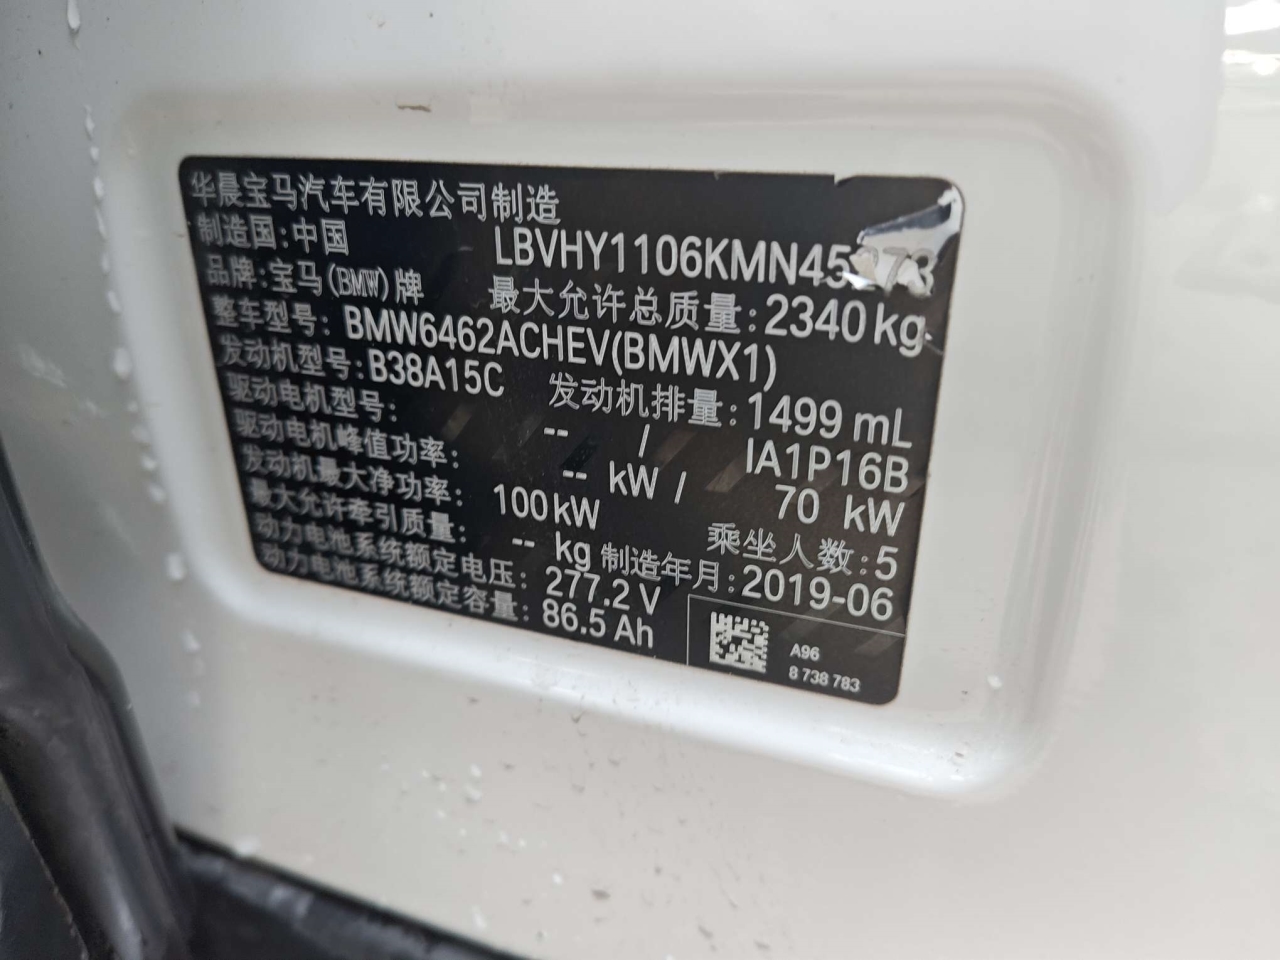 华晨宝马汽车有限公司制造
制造国:中国 LBVHY1106KMN45
品牌:宝马(BMW)牌 最大允许总质量:2340kg
整车型号:BMW6462ACHEV(BMWX1)
发动机型号:B38A15C 发动机排量:1499 mL
驱动电机型号: -- / IA1P16B
驱动电机峰值功率: -- kW / 70 kW
发动机最大净功率: 100kW 乘坐人数:5
最大允许牵引质量: -- kg 制造年月:2019-06
动力电池系统额定电压: 277.2 V
动力电池系统额定容量: 86.5 Ah
A96
8 738 783